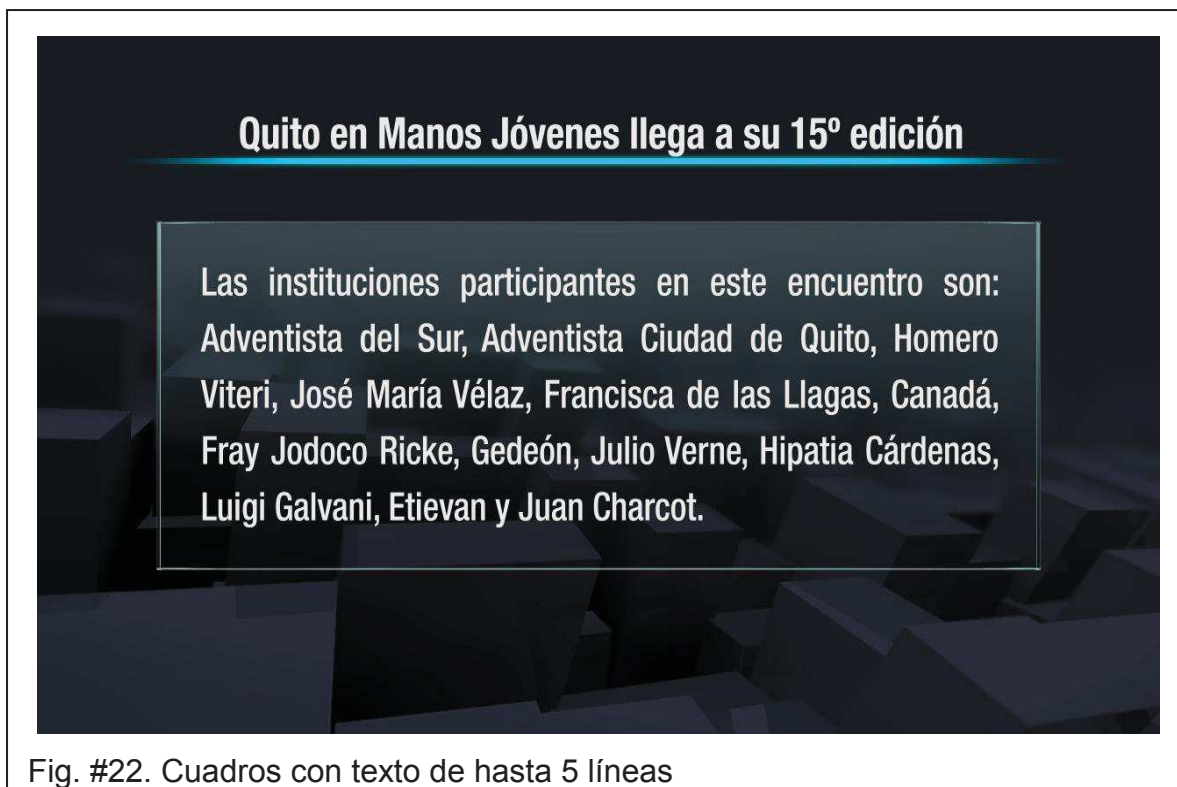 Quito en Manos Jóvenes llega a su 15º edición
Las instituciones participantes en este encuentro son:
Adventista del Sur, Adventista Ciudad de Quito, Homero
Viteri, José María Vélaz, Francisca de las Llagas, Canadá,
Fray Jodoco Ricke, Gedeón, Julio Verne, Hipatia Cárdenas,
Luigi Galvani, Etievan y Juan Charcot.
Fig. #22. Cuadros con texto de hasta 5 líneas